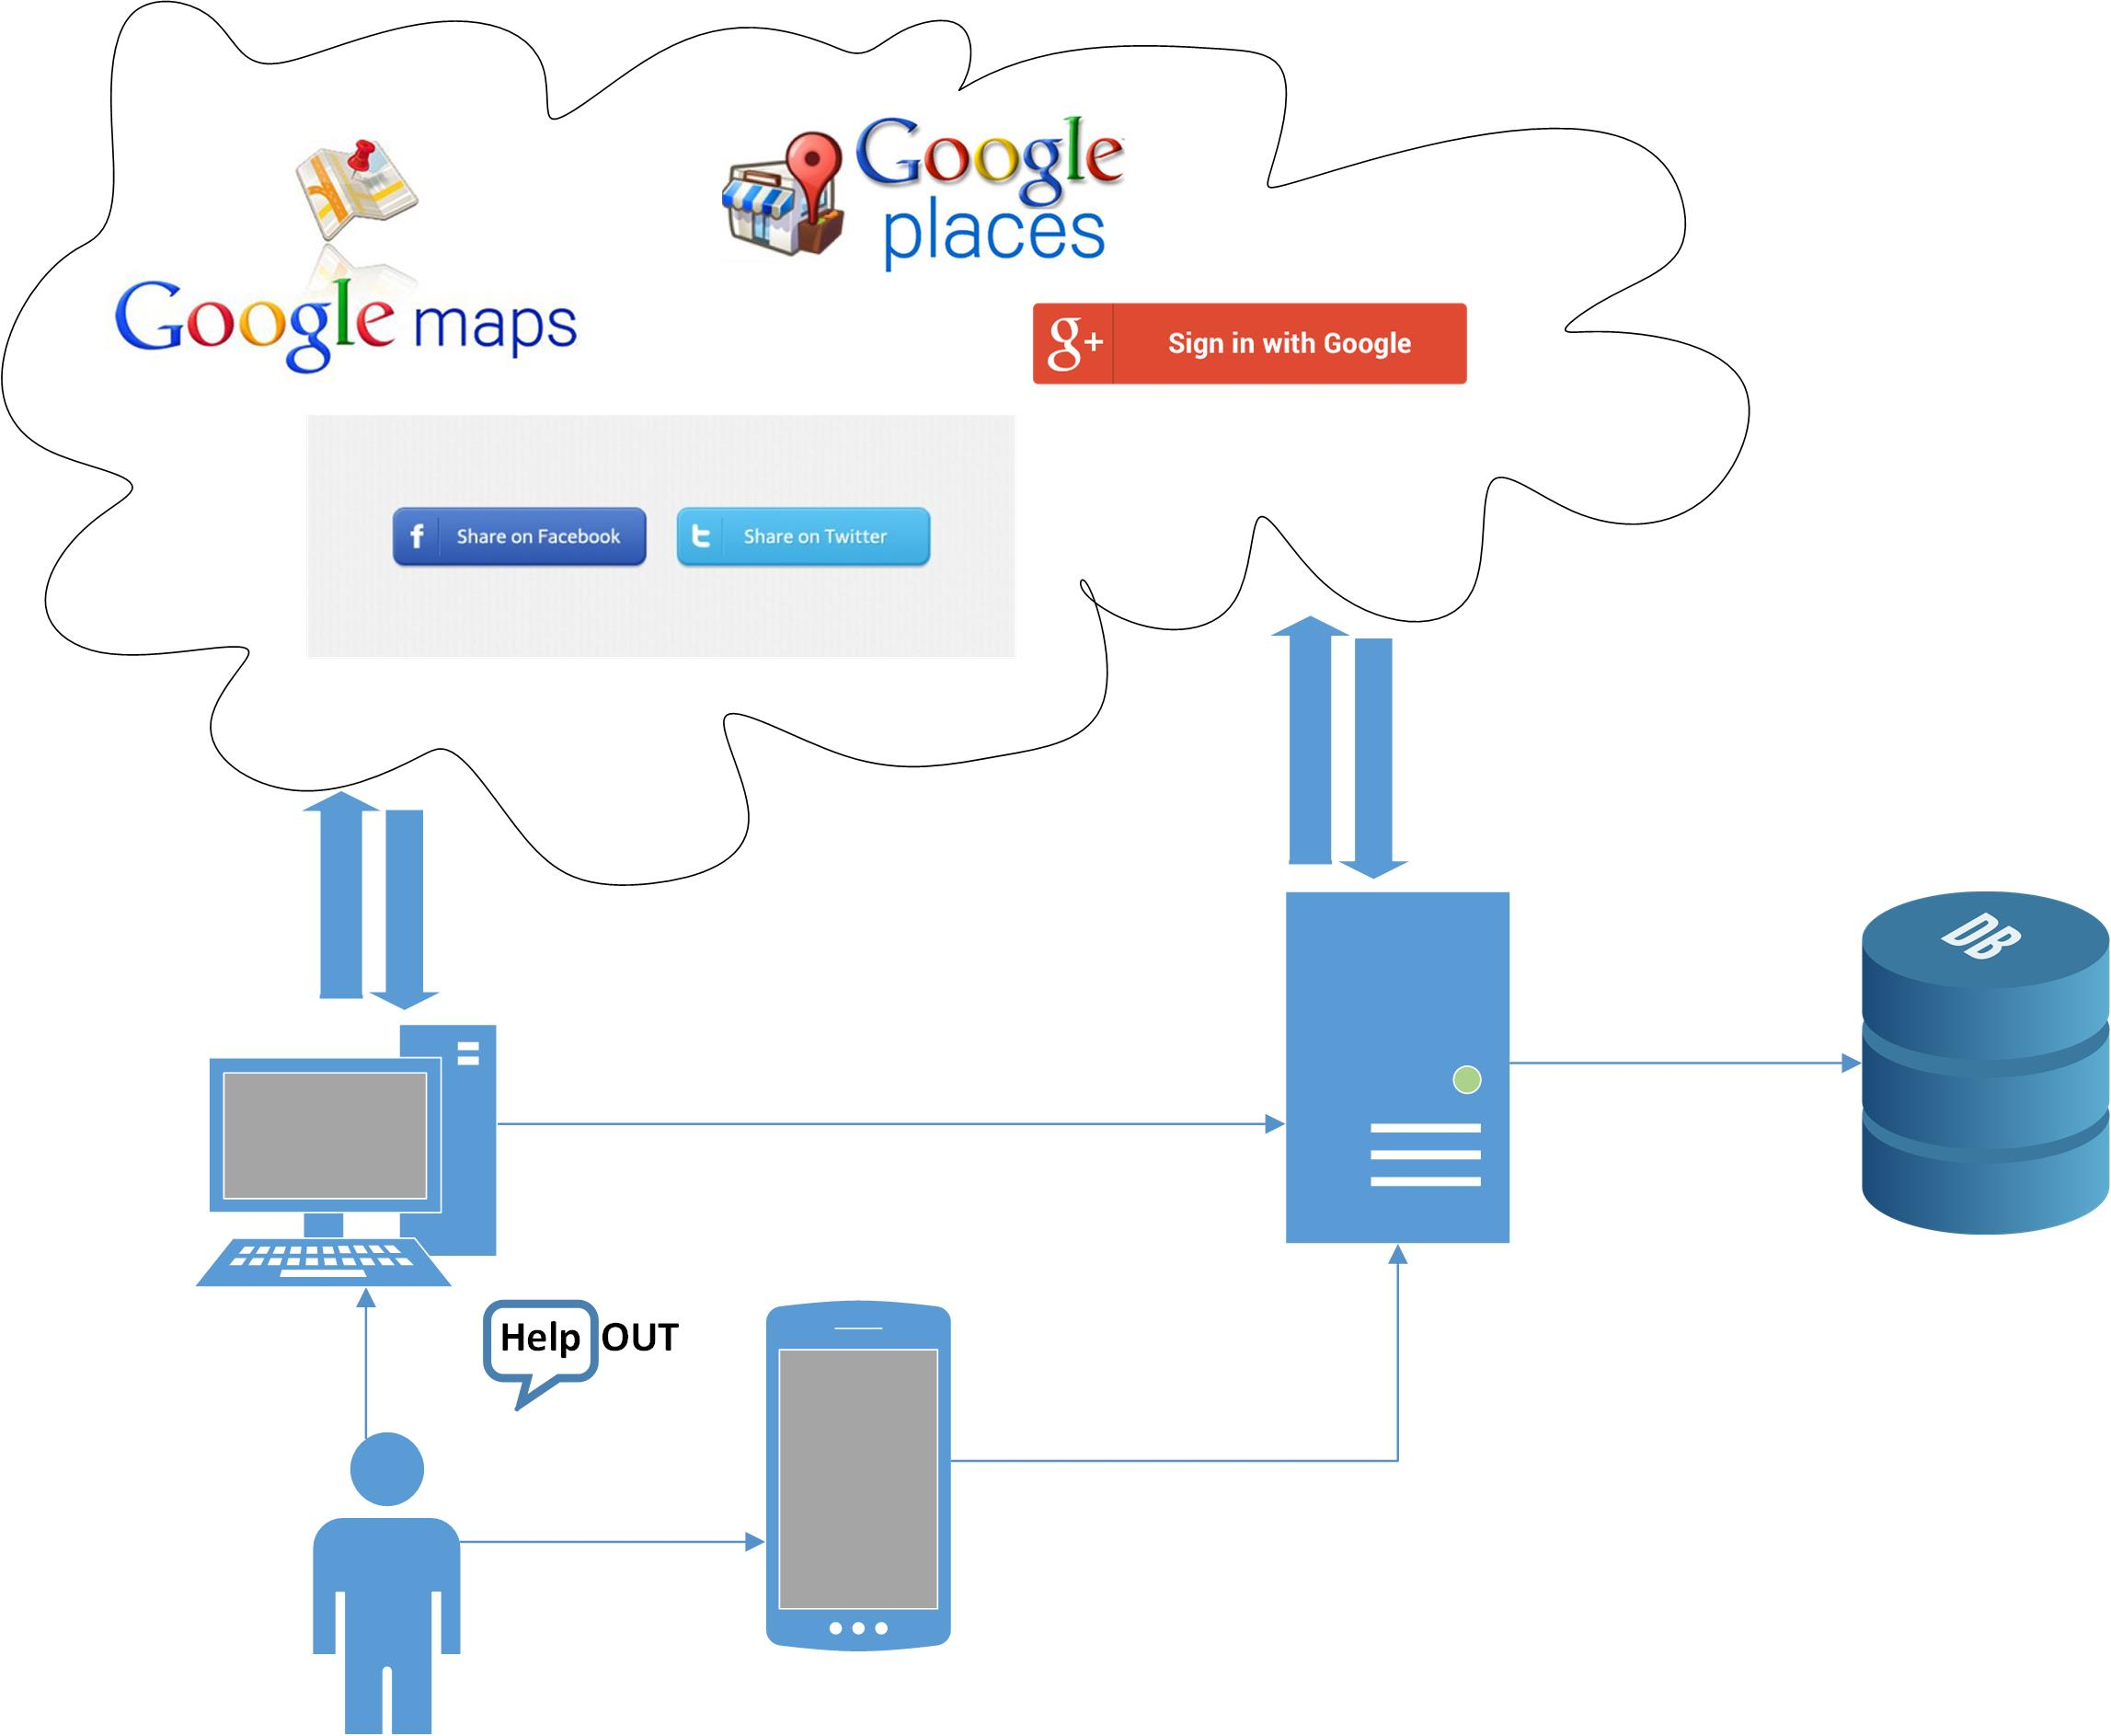 Google
places
Google maps
g+ Sign in with Google
f Share on Facebook
t Share on Twitter
DB
Help OUT